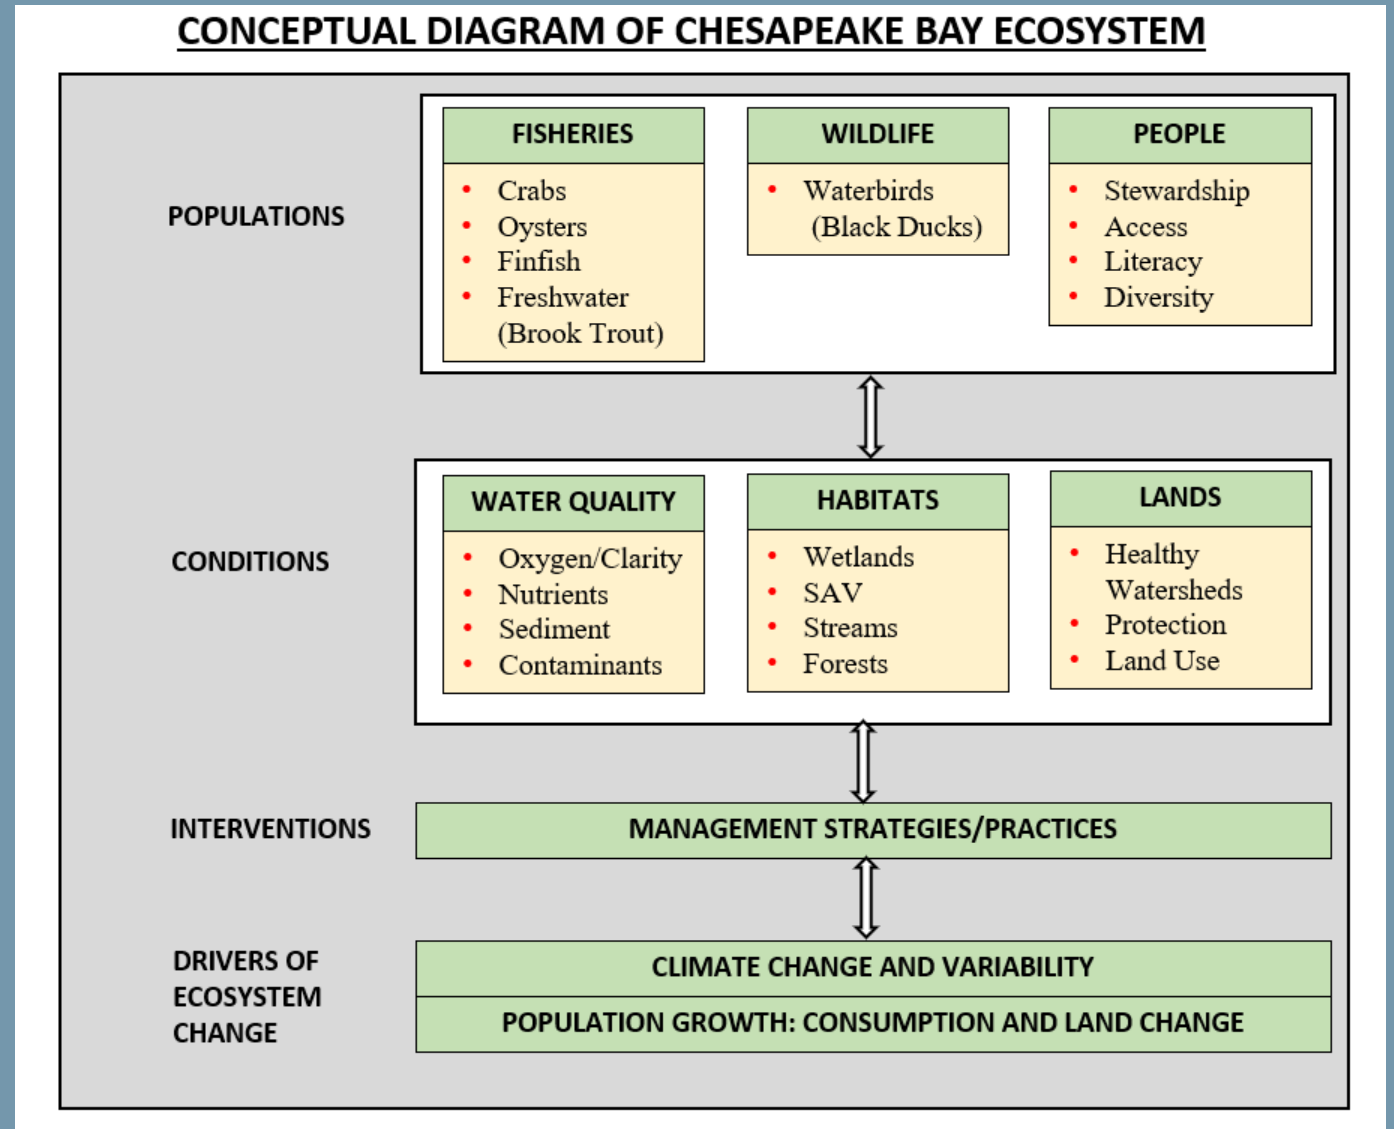 CONCEPTUAL DIAGRAM OF CHESAPEAKE BAY ECOSYSTEM
POPULATIONS
FISHERIES
• Crabs
• Oysters
• Finfish
• Freshwater
(Brook Trout)
WILDLIFE
• Waterbirds
(Black Ducks)
PEOPLE
• Stewardship
• Access
• Literacy
• Diversity
CONDITIONS
WATER QUALITY
• Oxygen/Clarity
• Nutrients
• Sediment
• Contaminants
HABITATS
• Wetlands
• SAV
• Streams
• Forests
LANDS
• Healthy
Watersheds
• Protection
• Land Use
INTERVENTIONS
MANAGEMENT STRATEGIES/PRACTICES
DRIVERS OF
ECOSYSTEM
CHANGE
CLIMATE CHANGE AND VARIABILITY
POPULATION GROWTH: CONSUMPTION AND LAND CHANGE